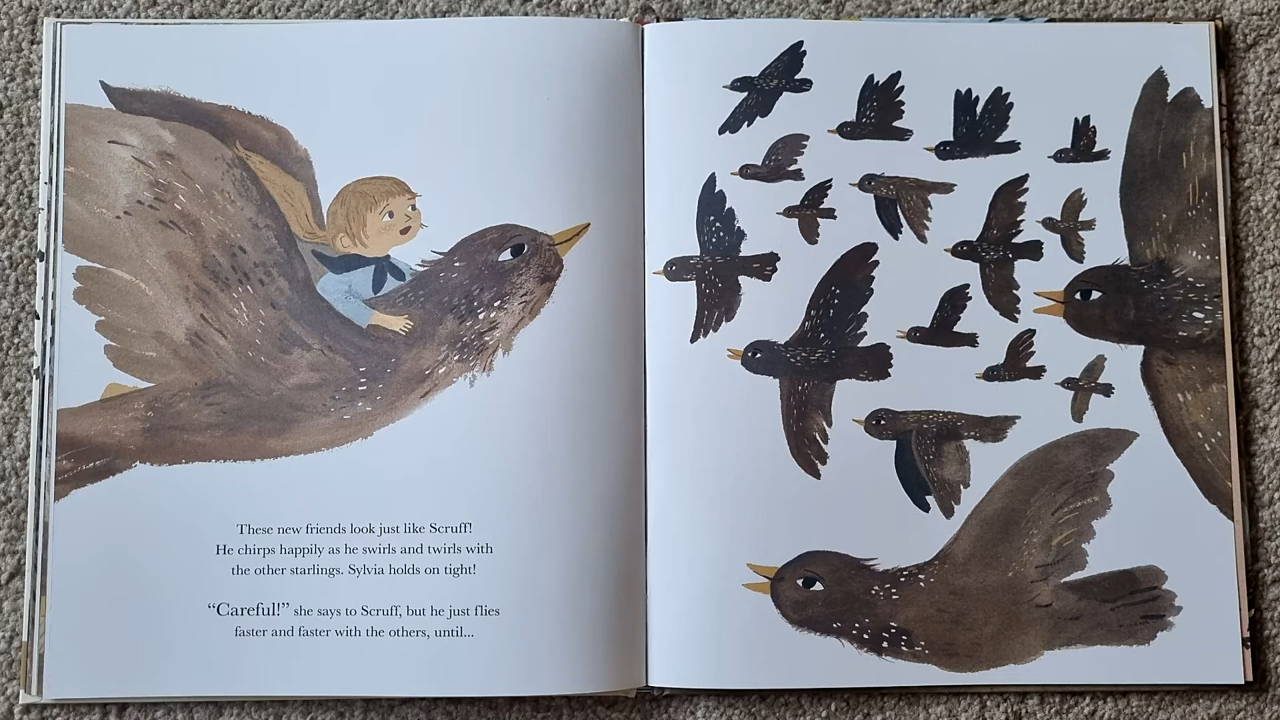 These new friends look just like Scruff!
He chirps happily as he swirls and twirls with
the other starlings. Sylvia holds on tight!
“Careful!” she says to Scruff, but he just flies
faster and faster with the others, until...